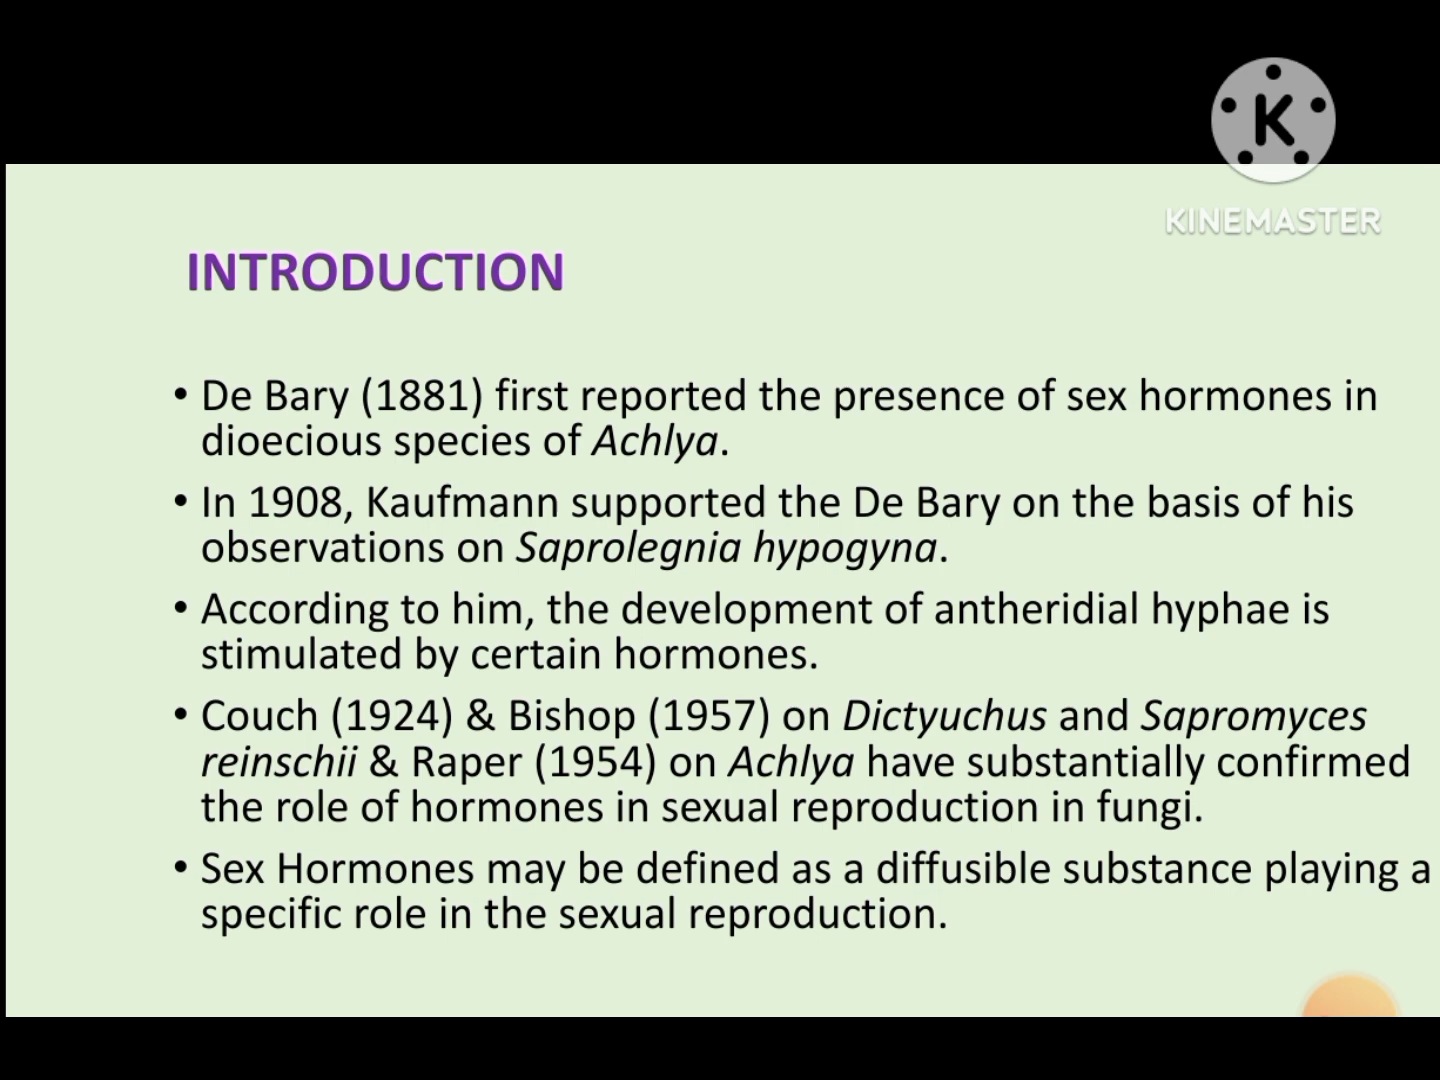 K
KINEMASTER
INTRODUCTION
• De Bary (1881) first reported the presence of sex hormones in
dioecious species of Achlya.
• In 1908, Kaufmann supported the De Bary on the basis of his
observations on Saprolegnia hypogyna.
• According to him, the development of antheridial hyphae is
stimulated by certain hormones.
• Couch (1924) & Bishop (1957) on Dictyuchus and Sapromyces
reinschii & Raper (1954) on Achlya have substantially confirmed
the role of hormones in sexual reproduction in fungi.
• Sex Hormones may be defined as a diffusible substance playing a
specific role in the sexual reproduction.